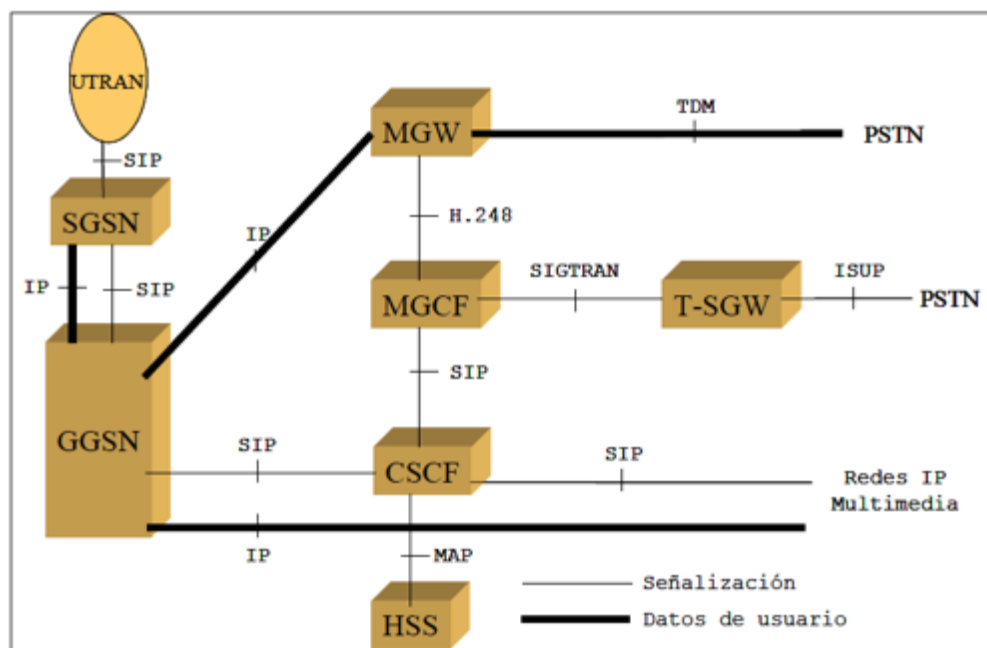 UTRAN
SIP
SGSN
IP
SIP
GGSN
IP
MGW
TDM
PSTN
H.248
MGCF
SIGTRAN
T-SGW
ISUP
PSTN
SIP
SIP
CSCF
SIP
Redes IP
Multimedia
IP
MAP
HSS
Señalización
Datos de usuario